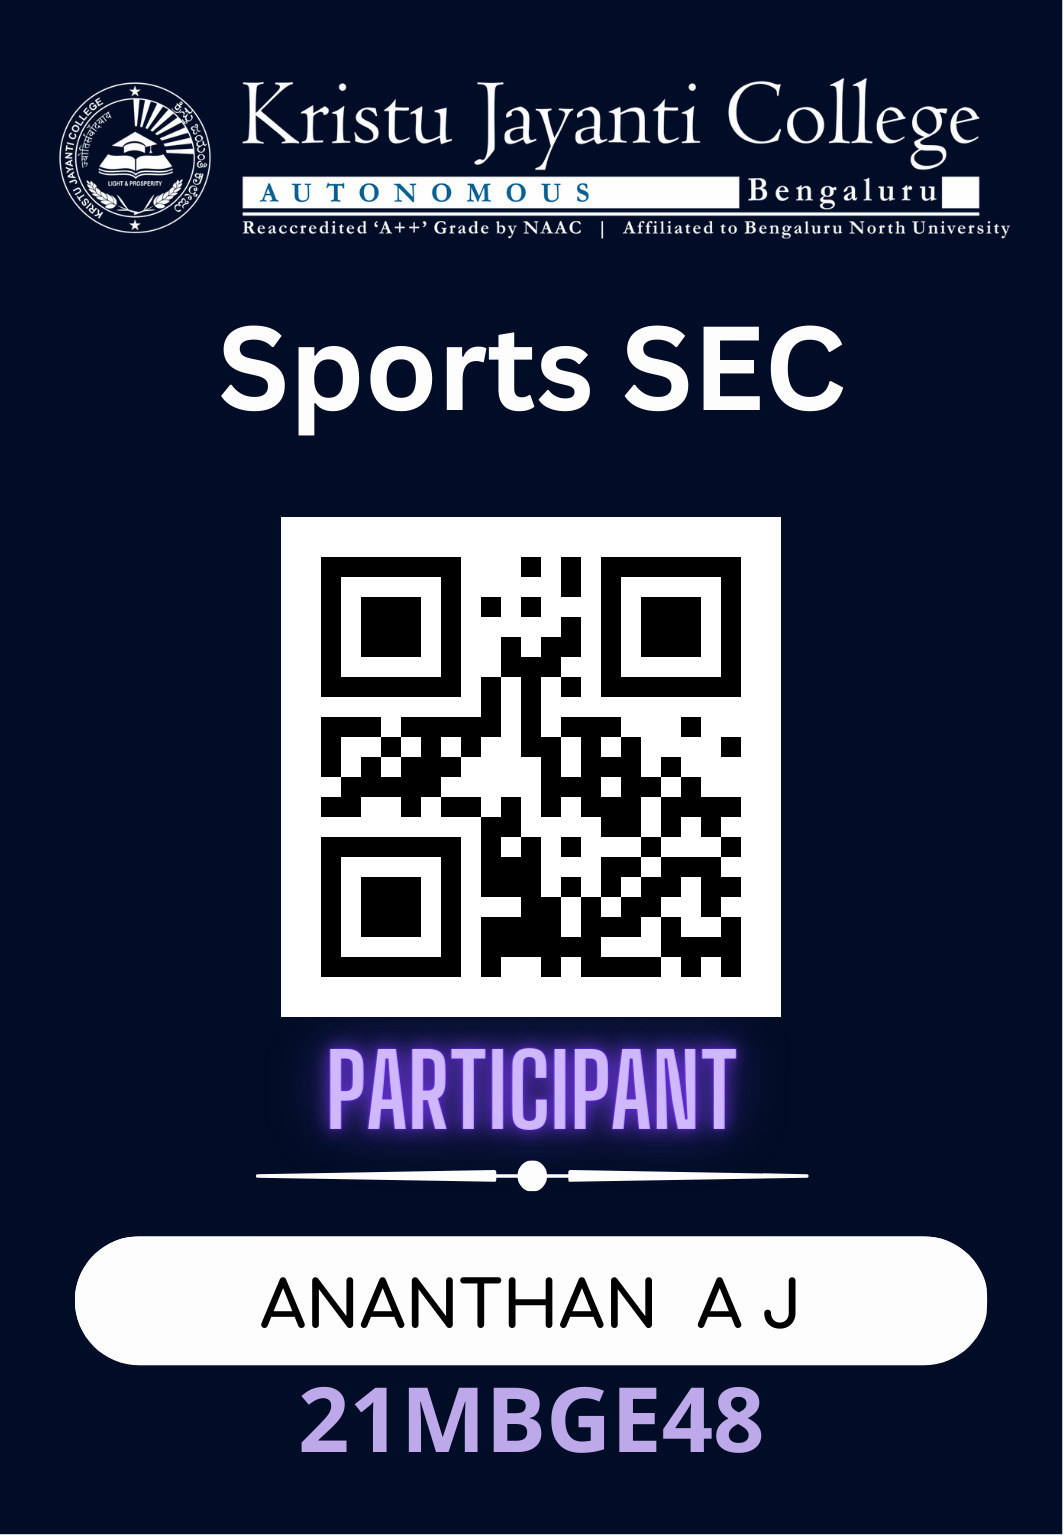 Kristu Jayanti College
AUTONOMOUS Bengaluru
Reaccredited ‘A++’ Grade by NAAC | Affiliated to Bengaluru North University
KRISTU JAYANTI COLLEGE
ಕ್ರಿಸ್ತು ಜಯಂತಿ ಕಾಲೇಜು
LIGHT & PROSPERITY
Sports SEC
PARTICIPANT
ANANTHAN A J
21MBGE48